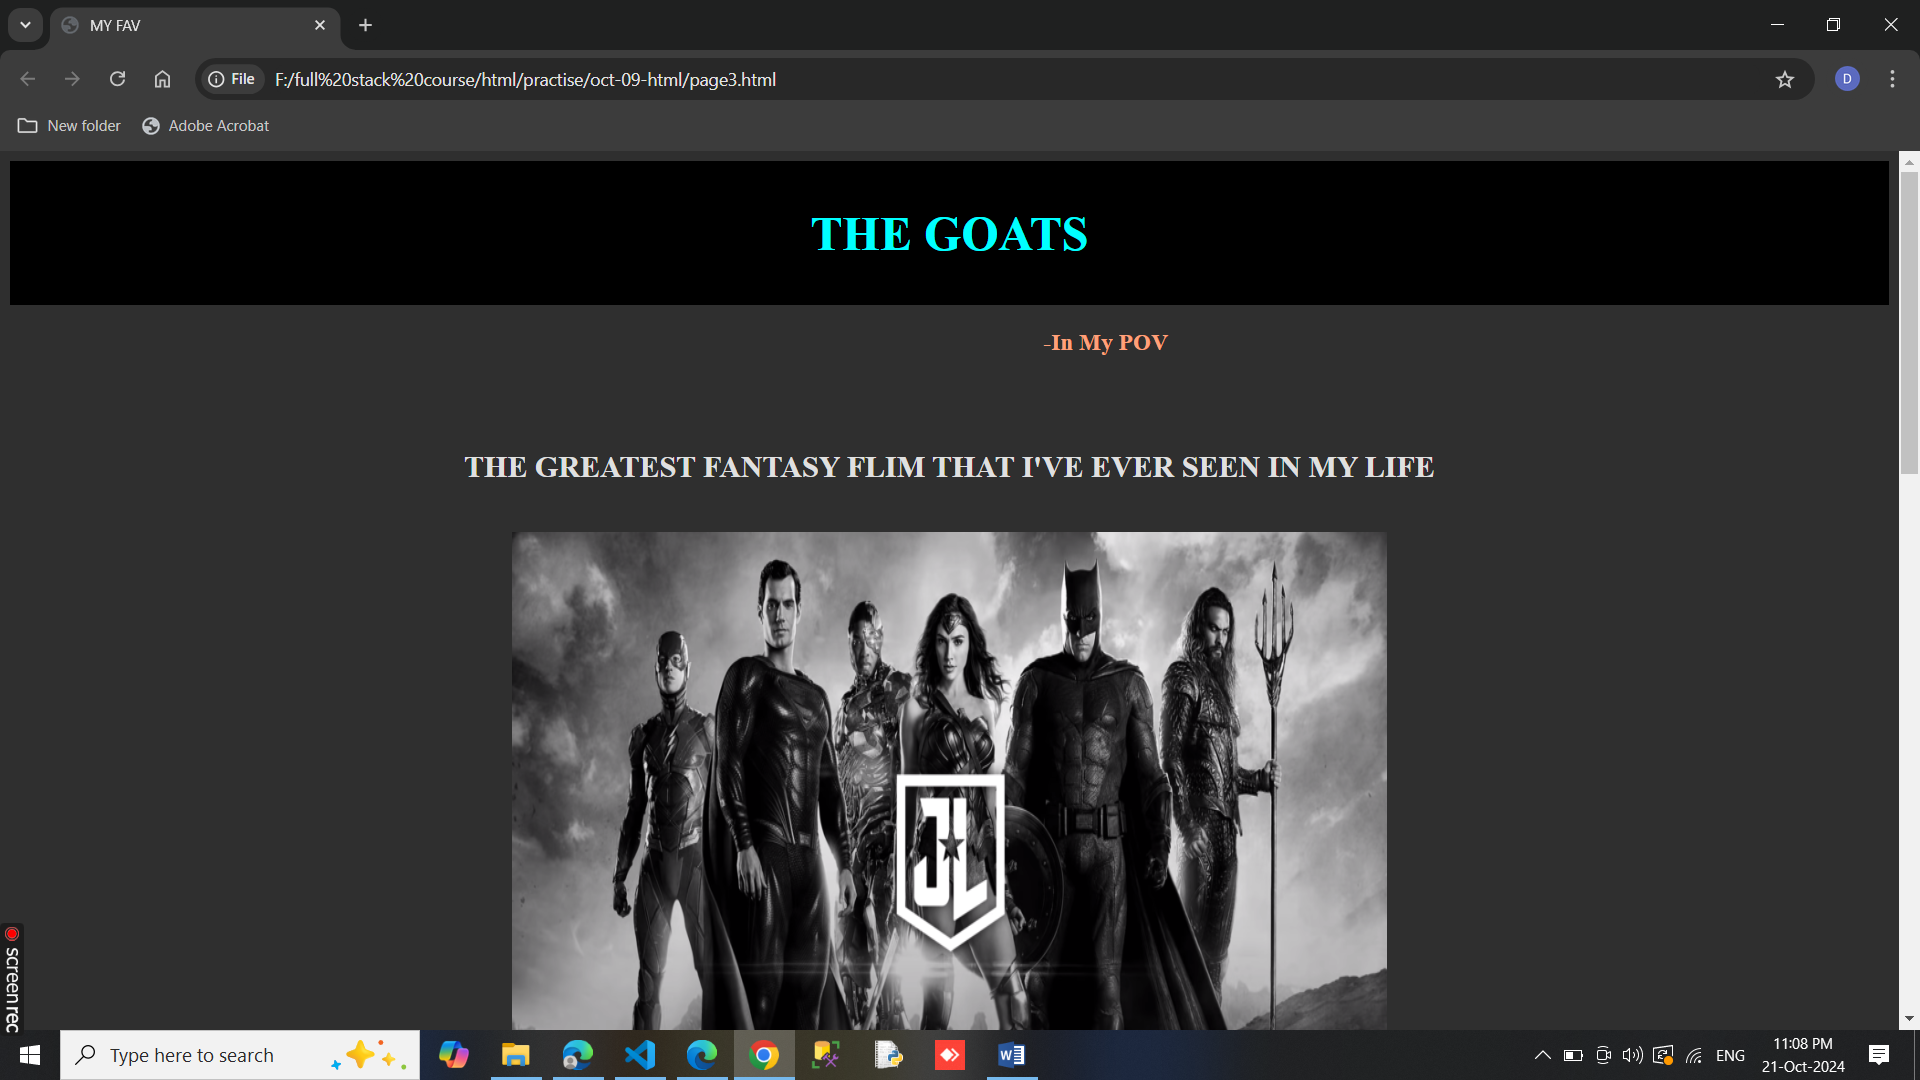 MY FAV
File F:/full%20stack%20course/html/practise/oct-09-html/page3.html
D
New folder Adobe Acrobat
THE GOATS
-In My POV
THE GREATEST FANTASY FLIM THAT I'VE EVER SEEN IN MY LIFE
JL
screenrec
Type here to search
ENG
11:08 PM
21-Oct-2024